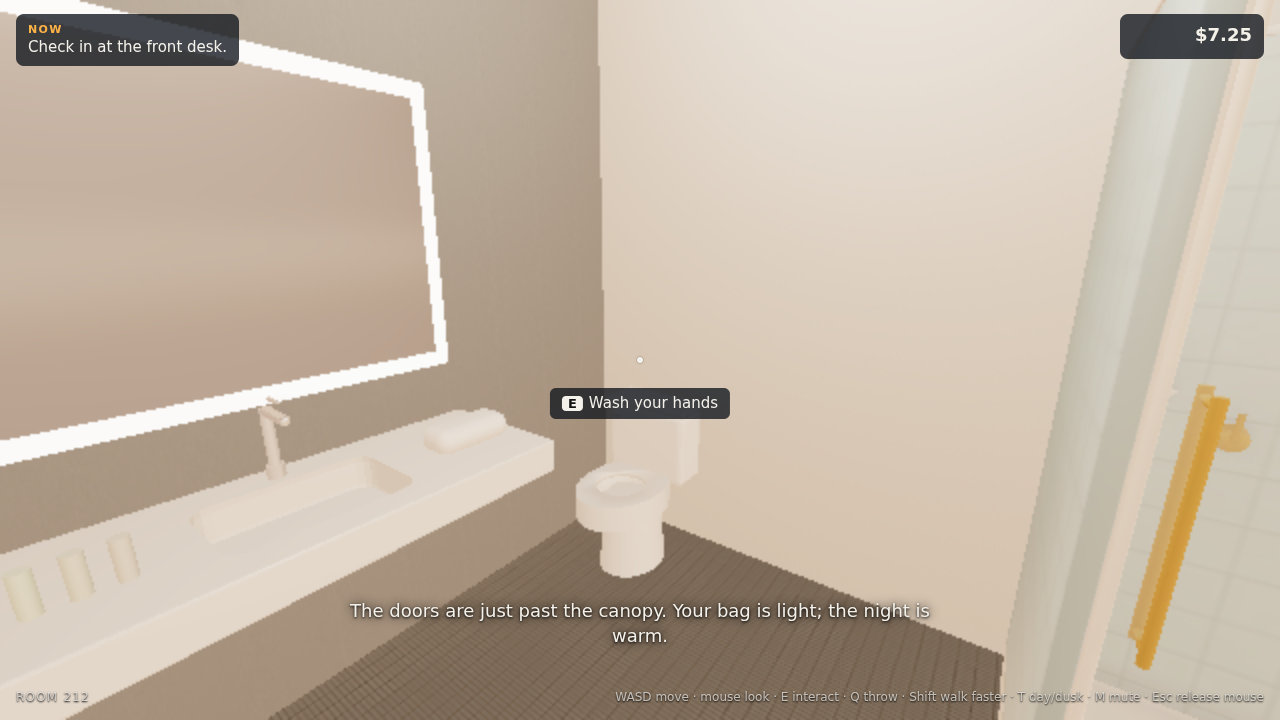 NOW
Check in at the front desk.
$7.25
E Wash your hands
The doors are just past the canopy. Your bag is light; the night is
warm.
ROOM 212
WASD move · mouse look · E interact · Q throw · Shift walk faster · T day/dusk · M mute · Esc release mouse